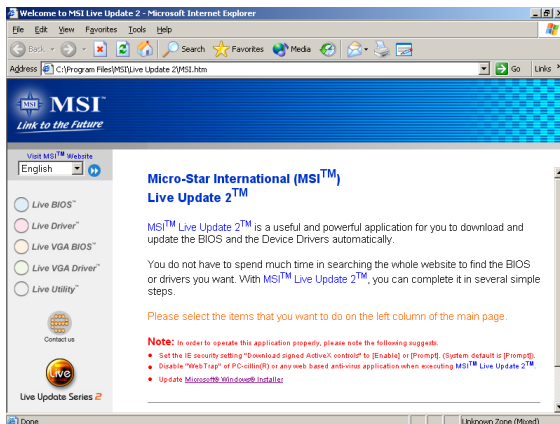 Welcome to MSI Live Update 2 - Microsoft Internet Explorer
File Edit View Favorites Tools Help
Back Search Favorites Media
Address C:\Program Files\MSI\Live Update 2\MSI.htm Go Links »
MSI MSI
Link to the Future
Visit MSI™ Website
English
Live BIOS™
Live Driver™
Live VGA BIOS™
Live VGA Driver™
Live Utility™
Contact us
Live
Live Update Series 2
Micro-Star International (MSI™)
Live Update 2™
MSI™ Live Update 2™ is a useful and powerful application for you to download and
update the BIOS and the Device Drivers automatically.
You do not have to spend much time in searching the whole website to find the BIOS
or drivers you want. With MSI™ Live Update 2™, you can complete it in several simple
steps.
Please select the items that you want to do on the left column of the main page.
Note: In order to operate this application properly, please note the following suggests.
Set the IE security setting "Download signed ActiveX controls" to [Enable] or [Prompt]. (System default is [Prompt]).
Disable "WebTrap" of PC-cillin(R) or any web based anti-virus application when executing MSI™ Live Update 2™.
Update Microsoft® Windows® Installer
Done Unknown Zone (Mixed)